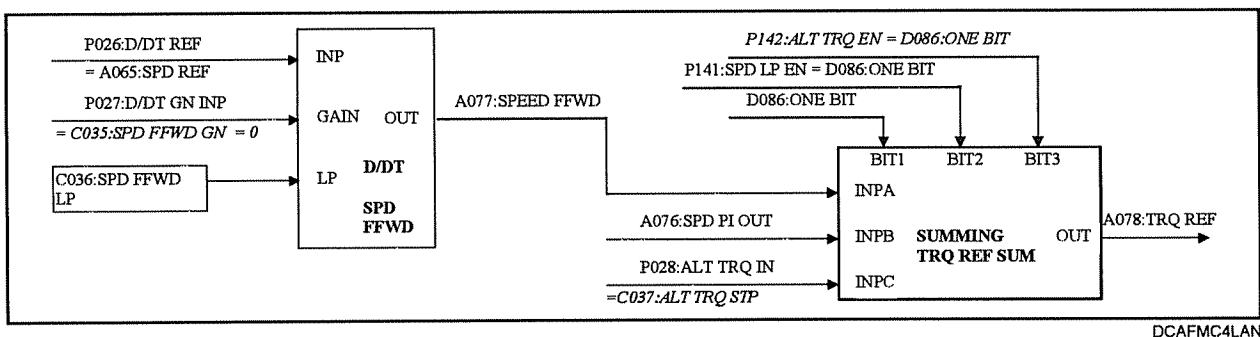 P026:D/DT REF
= A065:SPD REF
P027:D/DT GN INP
= C035:SPD FFWD GN = 0
C036:SPD FFWD
LP
INP
GAIN OUT
LP
D/DT
SPD
FFWD
A077:SPEED FFWD
P142:ALT TRQ EN = D086:ONE BIT
P141:SPD LP EN = D086:ONE BIT
D086:ONE BIT
BIT1 BIT2 BIT3
INPA
A076:SPD PI OUT
INPB
SUMMING
TRQ REF SUM
OUT
A078:TRQ REF
P028:ALT TRQ IN
=C037:ALT TRQ STP
INPC
DCAFMC4LAN